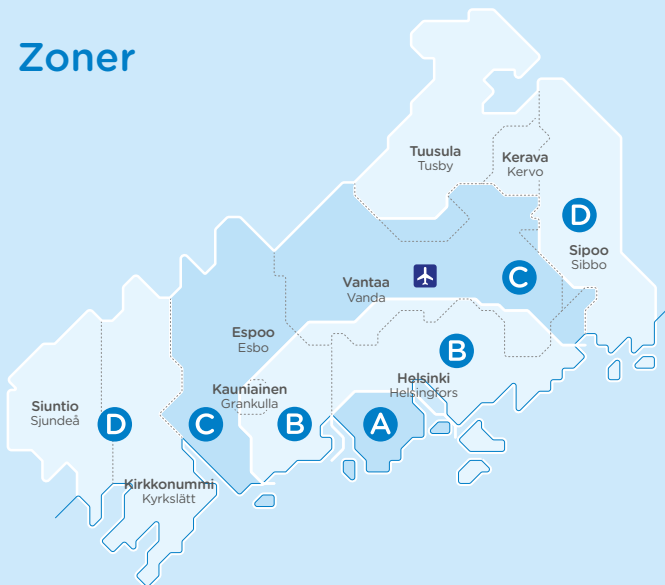 Zoner
Tuusula
Tusby
Kerava
Kervo
D
Sipoo
Sibbo
Vantaa
Vanda
C
Espoo
Esbo
B
Kauniainen
Grankulla
Helsinki
Helsingfors
Siuntio
Sjundeå
D
C
B
A
Kirkkonummi
Kyrkslätt